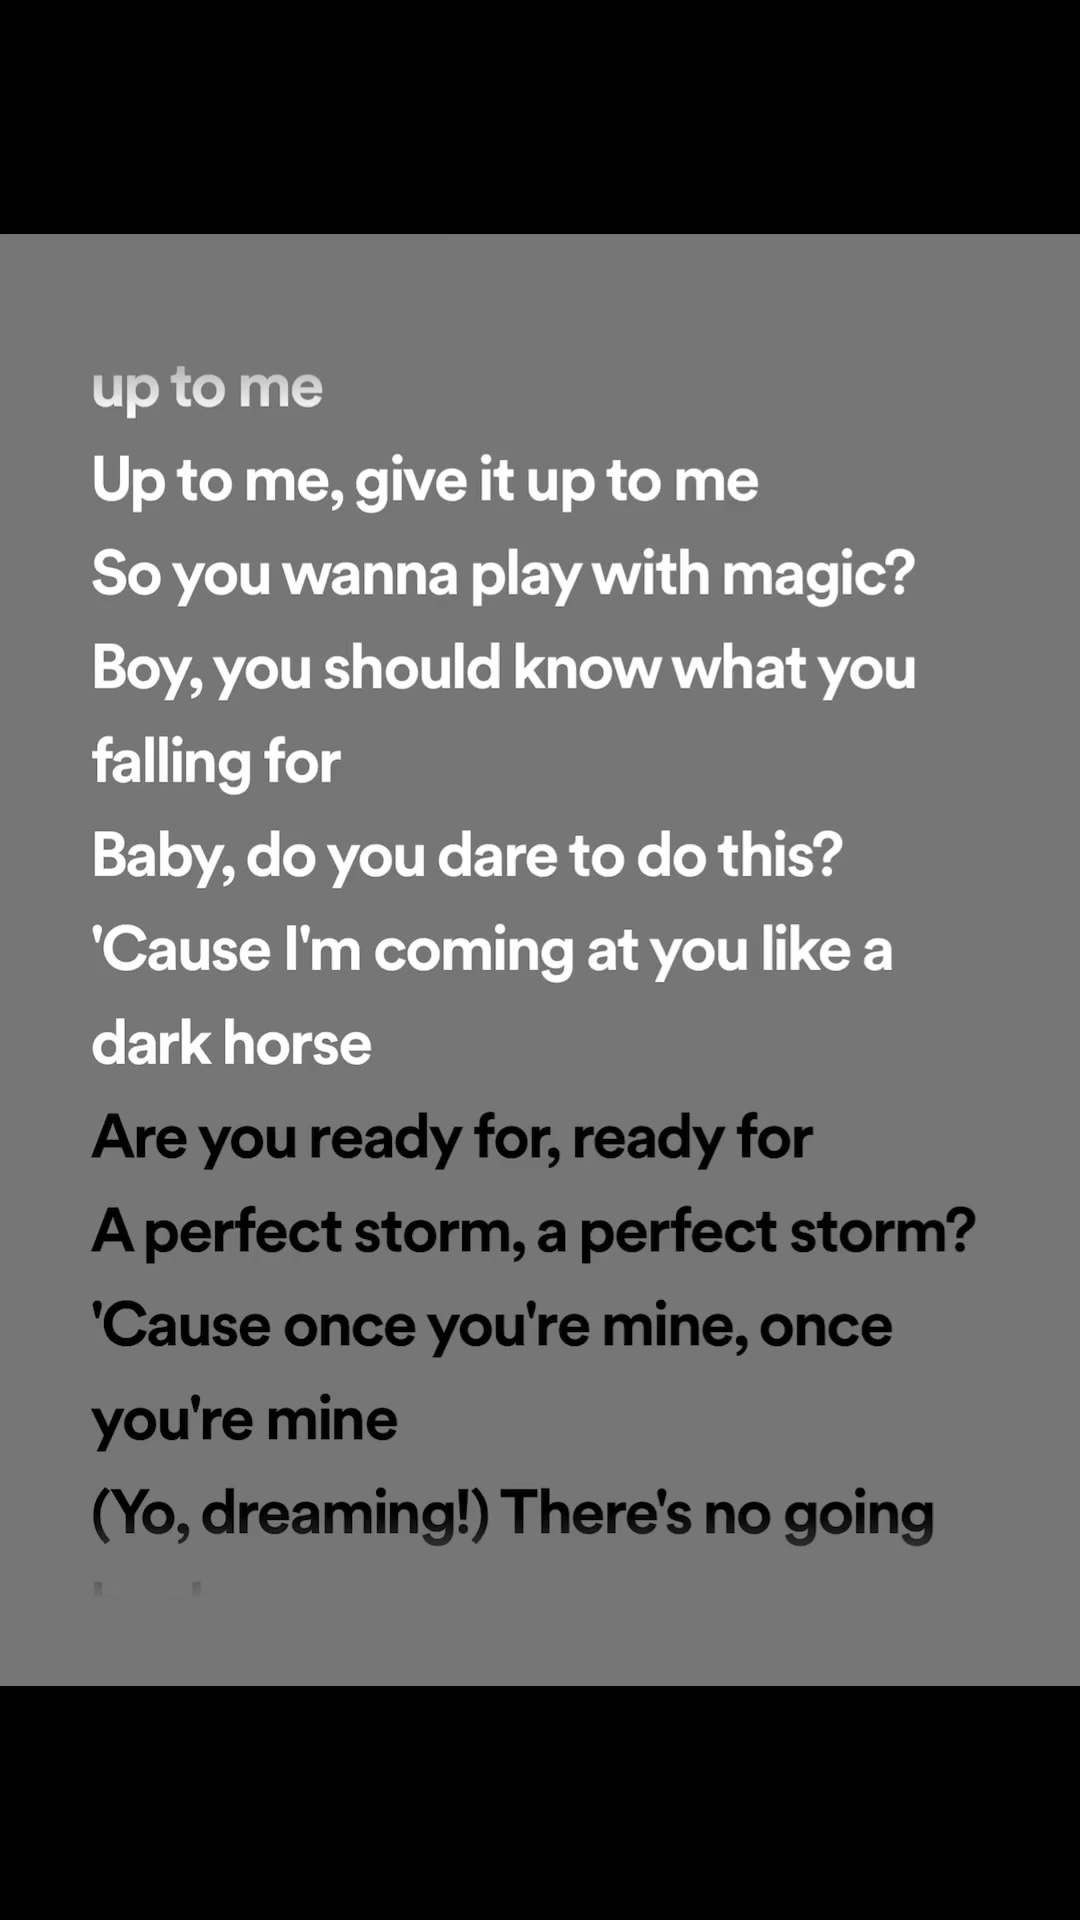 up to me
Up to me, give it up to me
So you wanna play with magic?
Boy, you should know what you
falling for
Baby, do you dare to do this?
'Cause I'm coming at you like a
dark horse
Are you ready for, ready for
A perfect storm, a perfect storm?
'Cause once you're mine, once
you're mine
(Yo, dreaming!) There's no going